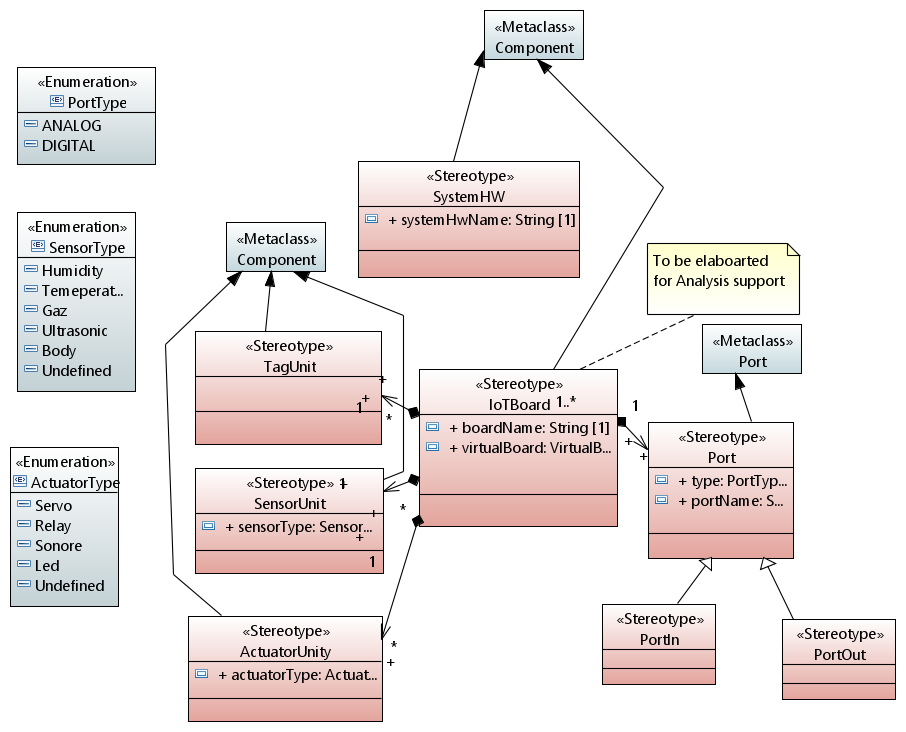 «Metaclass»
Component
«Enumeration»
PortType
ANALOG
DIGITAL
«Stereotype»
SystemHW
+ systemHwName: String [1]
«Enumeration»
SensorType
Humidity
Temeperat...
Gaz
Ultrasonic
Body
Undefined
«Metaclass»
Component
To be elaboarted
for Analysis support
«Metaclass»
Port
«Stereotype»
TagUnit
+
+
1
*
«Stereotype»
IoTBoard
1..*
+ boardName: String [1]
+ virtualBoard: VirtualB...
1
+
+
«Stereotype»
Port
+ type: PortTyp...
+ portName: S...
«Enumeration»
ActuatorType
Servo
Relay
Sonore
Led
Undefined
«Stereotype»
1
+
SensorUnit
+ sensorType: Sensor...
*
+
+
1
«Stereotype»
ActuatorUnity
+ actuatorType: Actuat...
*
+
«Stereotype»
PortIn
«Stereotype»
PortOut